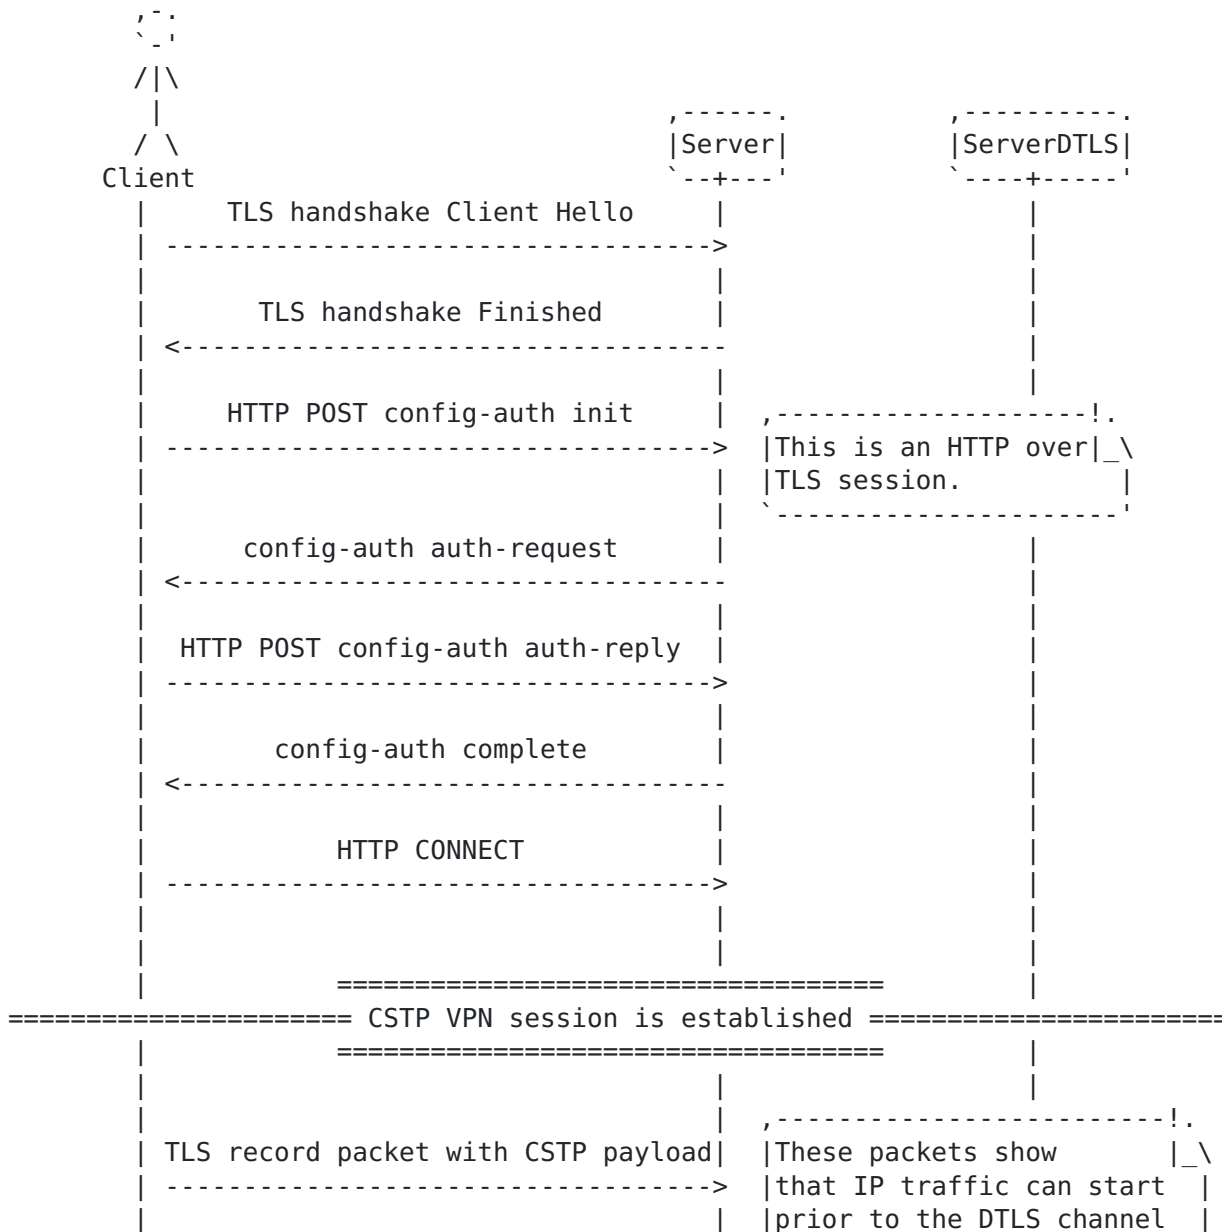 Server
ServerDTLS
Client
TLS handshake Client Hello
TLS handshake Finished
HTTP POST config-auth init
This is an HTTP over
TLS session.
config-auth auth-request
HTTP POST config-auth auth-reply
config-auth complete
HTTP CONNECT
CSTP VPN session is established
TLS record packet with CSTP payload
These packets show
that IP traffic can start
prior to the DTLS channel